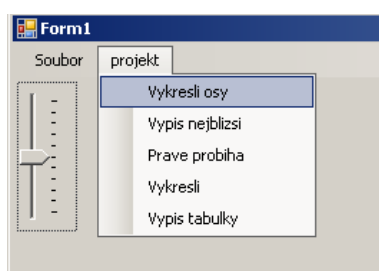 Form1
Soubor projekt
Vykresli osy
Vypis nejblizsi
Prave probiha
Vykresli
Vypis tabulky